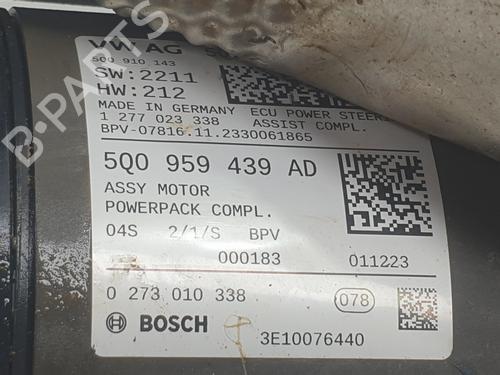 VW AG
5Q0 910 143
SW:2211
HW:212
MADE IN GERMANY ECU POWER STEERI
1 277 023 338 ASSIST COMPL.
BPV-07816.11.2330061865
5Q0 959 439 AD
ASSY MOTOR
POWERPACK COMPL.
04S 2/1/S BPV
000183 011223
0 273 010 338 078
BOSCH 3E10076440
B-PARTS